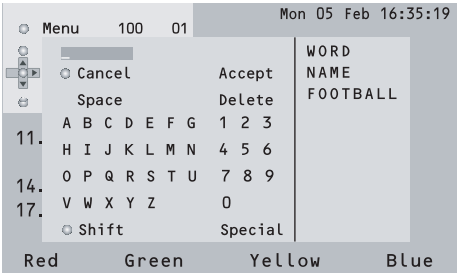 Mon 05 Feb 16:35:19
Menu 100 01
Cancel Accept
Space Delete
A B C D E F G 1 2 3
H I J K L M N 4 5 6
O P Q R S T U 7 8 9
V W X Y Z 0
Shift Special
WORD
NAME
FOOTBALL
11.
14.
17.
Red Green Yellow Blue